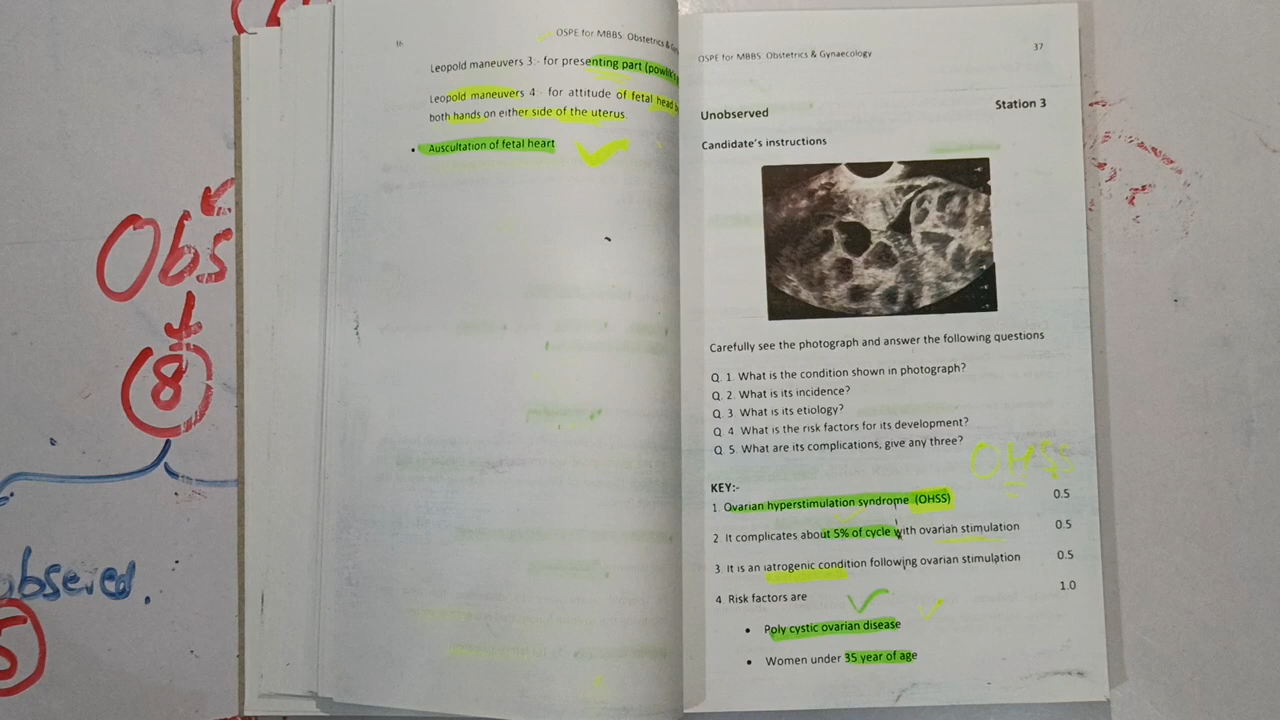 16
OSPE for MBBS: Obstetrics &
Leopold maneuvers 3:- for presenting part (powlik's
Leopold maneuvers 4:- for attitude of fetal head
both hands on either side of the uterus.
• Auscultation of fetal heart
Obs
8
5
OSPE for MBBS: Obstetrics & Gynaecology
37
Unobserved
Station 3
Candidate's instructions
Carefully see the photograph and answer the following questions
Q. 1. What is the condition shown in photograph?
Q. 2. What is its incidence?
Q. 3. What is its etiology?
Q. 4. What is the risk factors for its development?
Q. 5. What are its complications, give any three?
OHSS
KEY:-
1. Ovarian hyperstimulation syndrome (OHSS) 0.5
2. It complicates about 5% of cycle with ovarian stimulation 0.5
3. It is an iatrogenic condition following ovarian stimulation 0.5
4. Risk factors are 1.0
• Poly cystic ovarian disease
• Women under 35 year of age